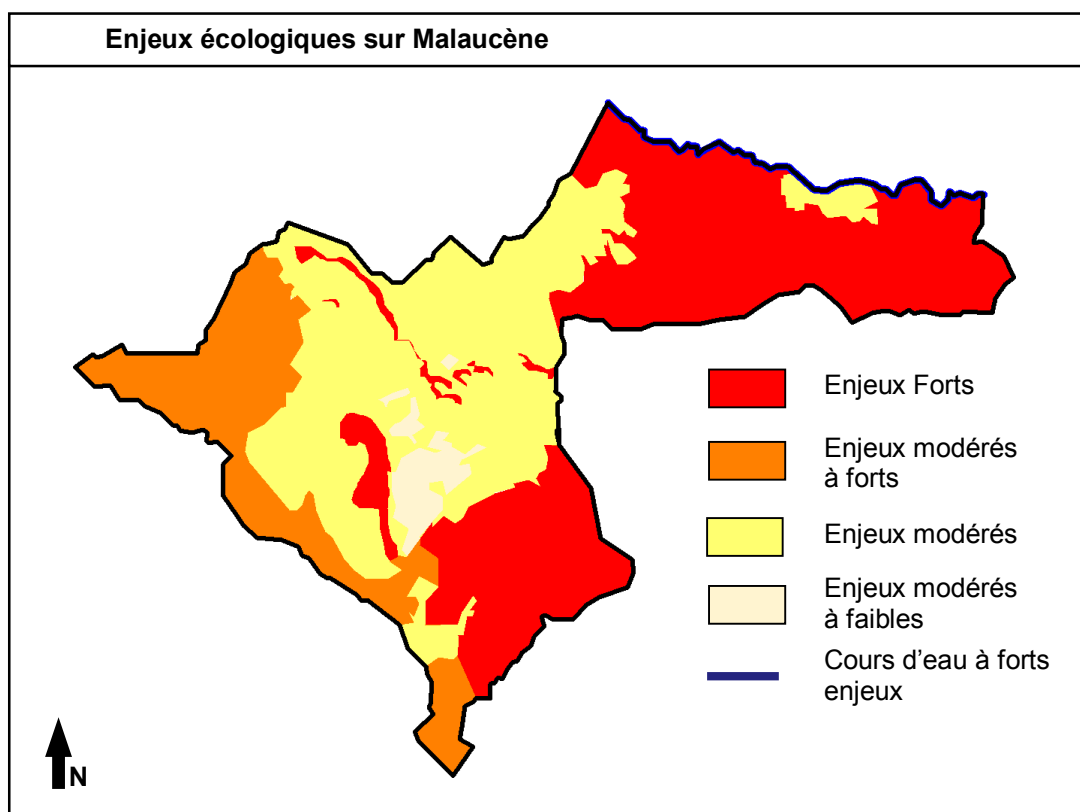 Enjeux écologiques sur Malaucène
Enjeux Forts
Enjeux modérés
à forts
Enjeux modérés
Enjeux modérés
à faibles
Cours d'eau à forts
enjeux
N